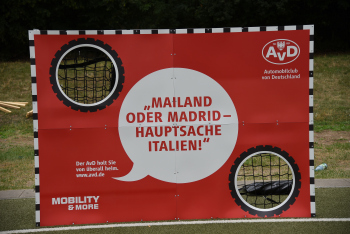 AvD
Automobilclub
von Deutschland
„MAILAND
ODER MADRID –
HAUPTSACHE
ITALIEN!“
Der AvD holt Sie
von überall heim.
www.avd.de
MOBILITY
& MORE